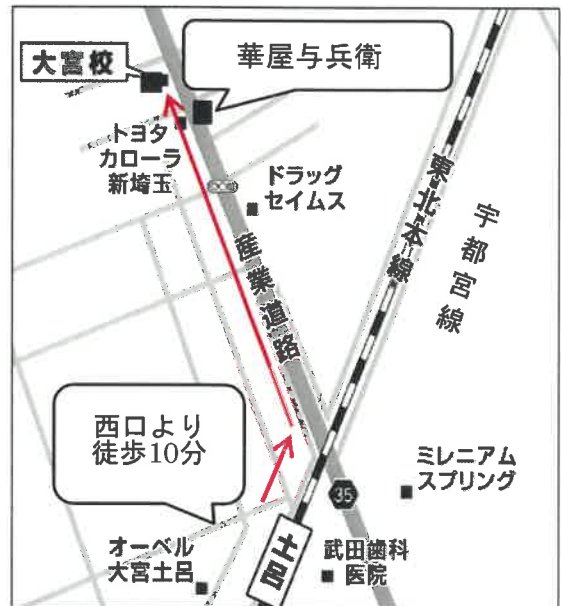 大宮校
華屋与兵衛
トヨタ
カローラ
新埼玉
ドラッグ
セイムス
東北本線
宇都宮線
産業道路
西口より
徒歩10分
ミレニアム
スプリング
35
土呂
オーベル
大宮土呂
武田歯科
医院